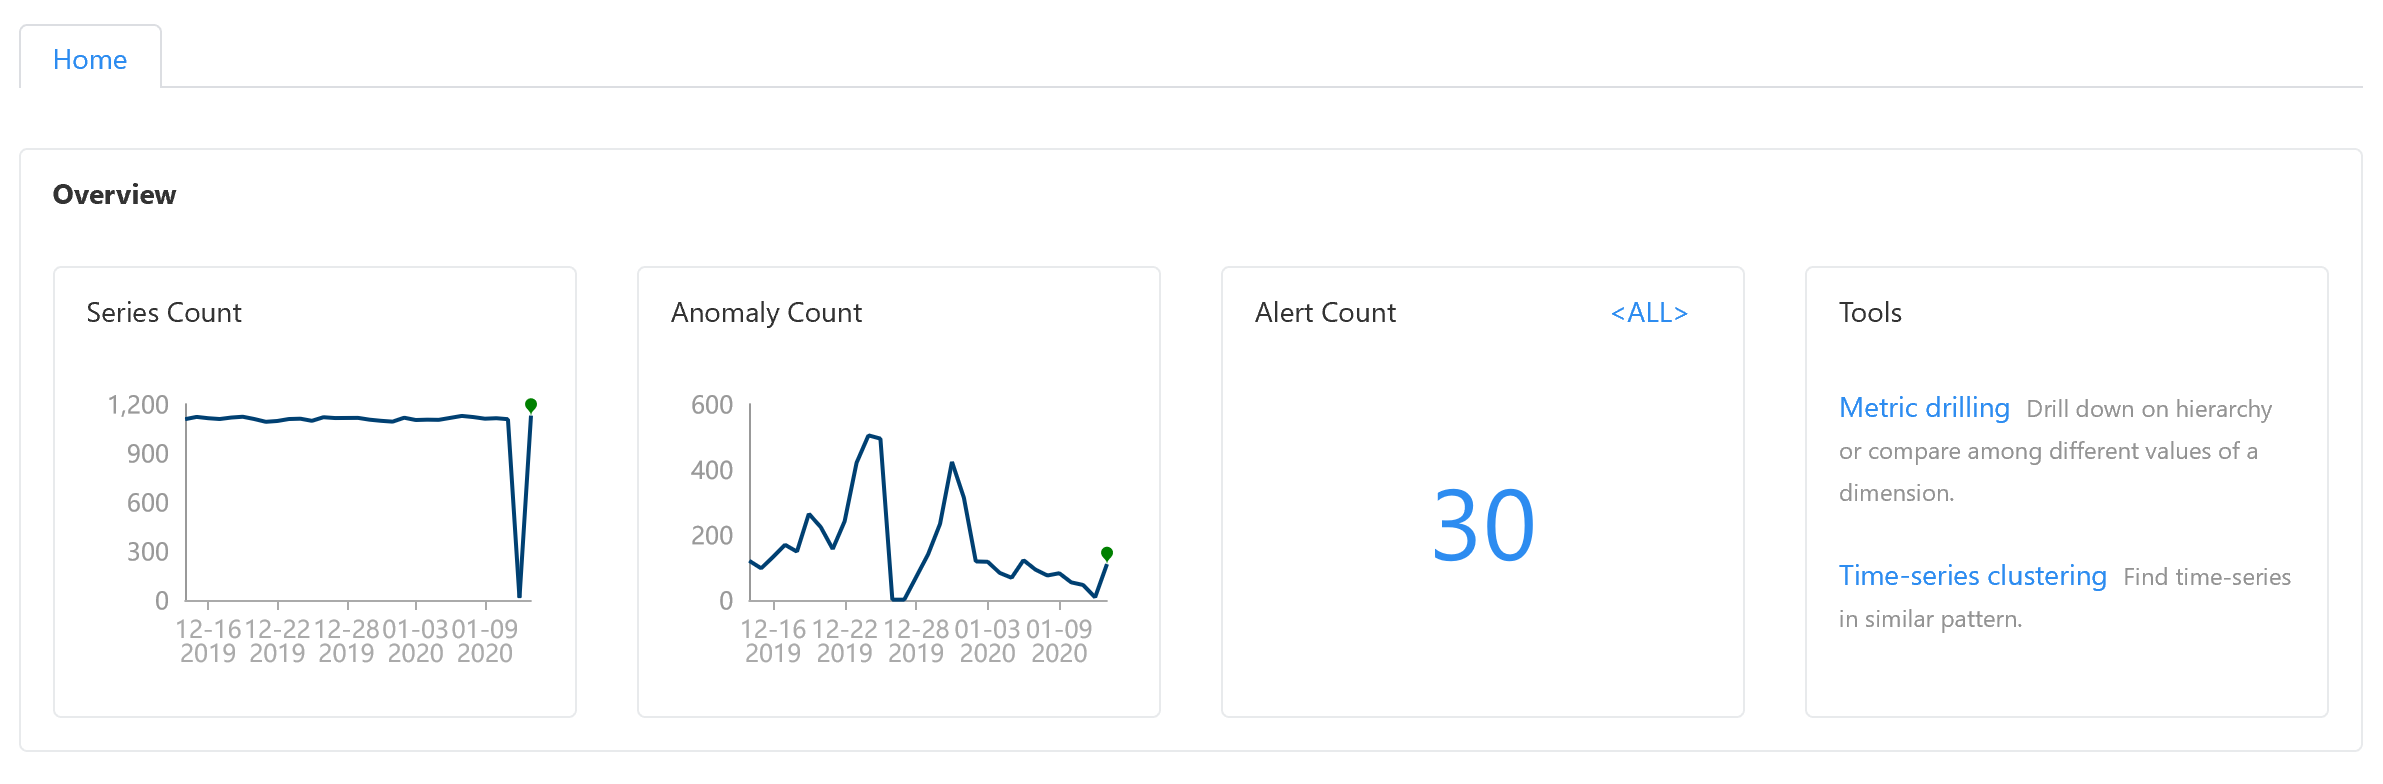 Home
Overview
Series Count
1,200
900
600
300
0
12-16 12-22 12-28 01-03 01-09
2019 2019 2019 2020 2020
Anomaly Count
600
400
200
0
12-16 12-22 12-28 01-03 01-09
2019 2019 2019 2020 2020
Alert Count <ALL>
30
Tools
Metric drilling Drill down on hierarchy
or compare among different values of a
dimension.
Time-series clustering Find time-series
in similar pattern.